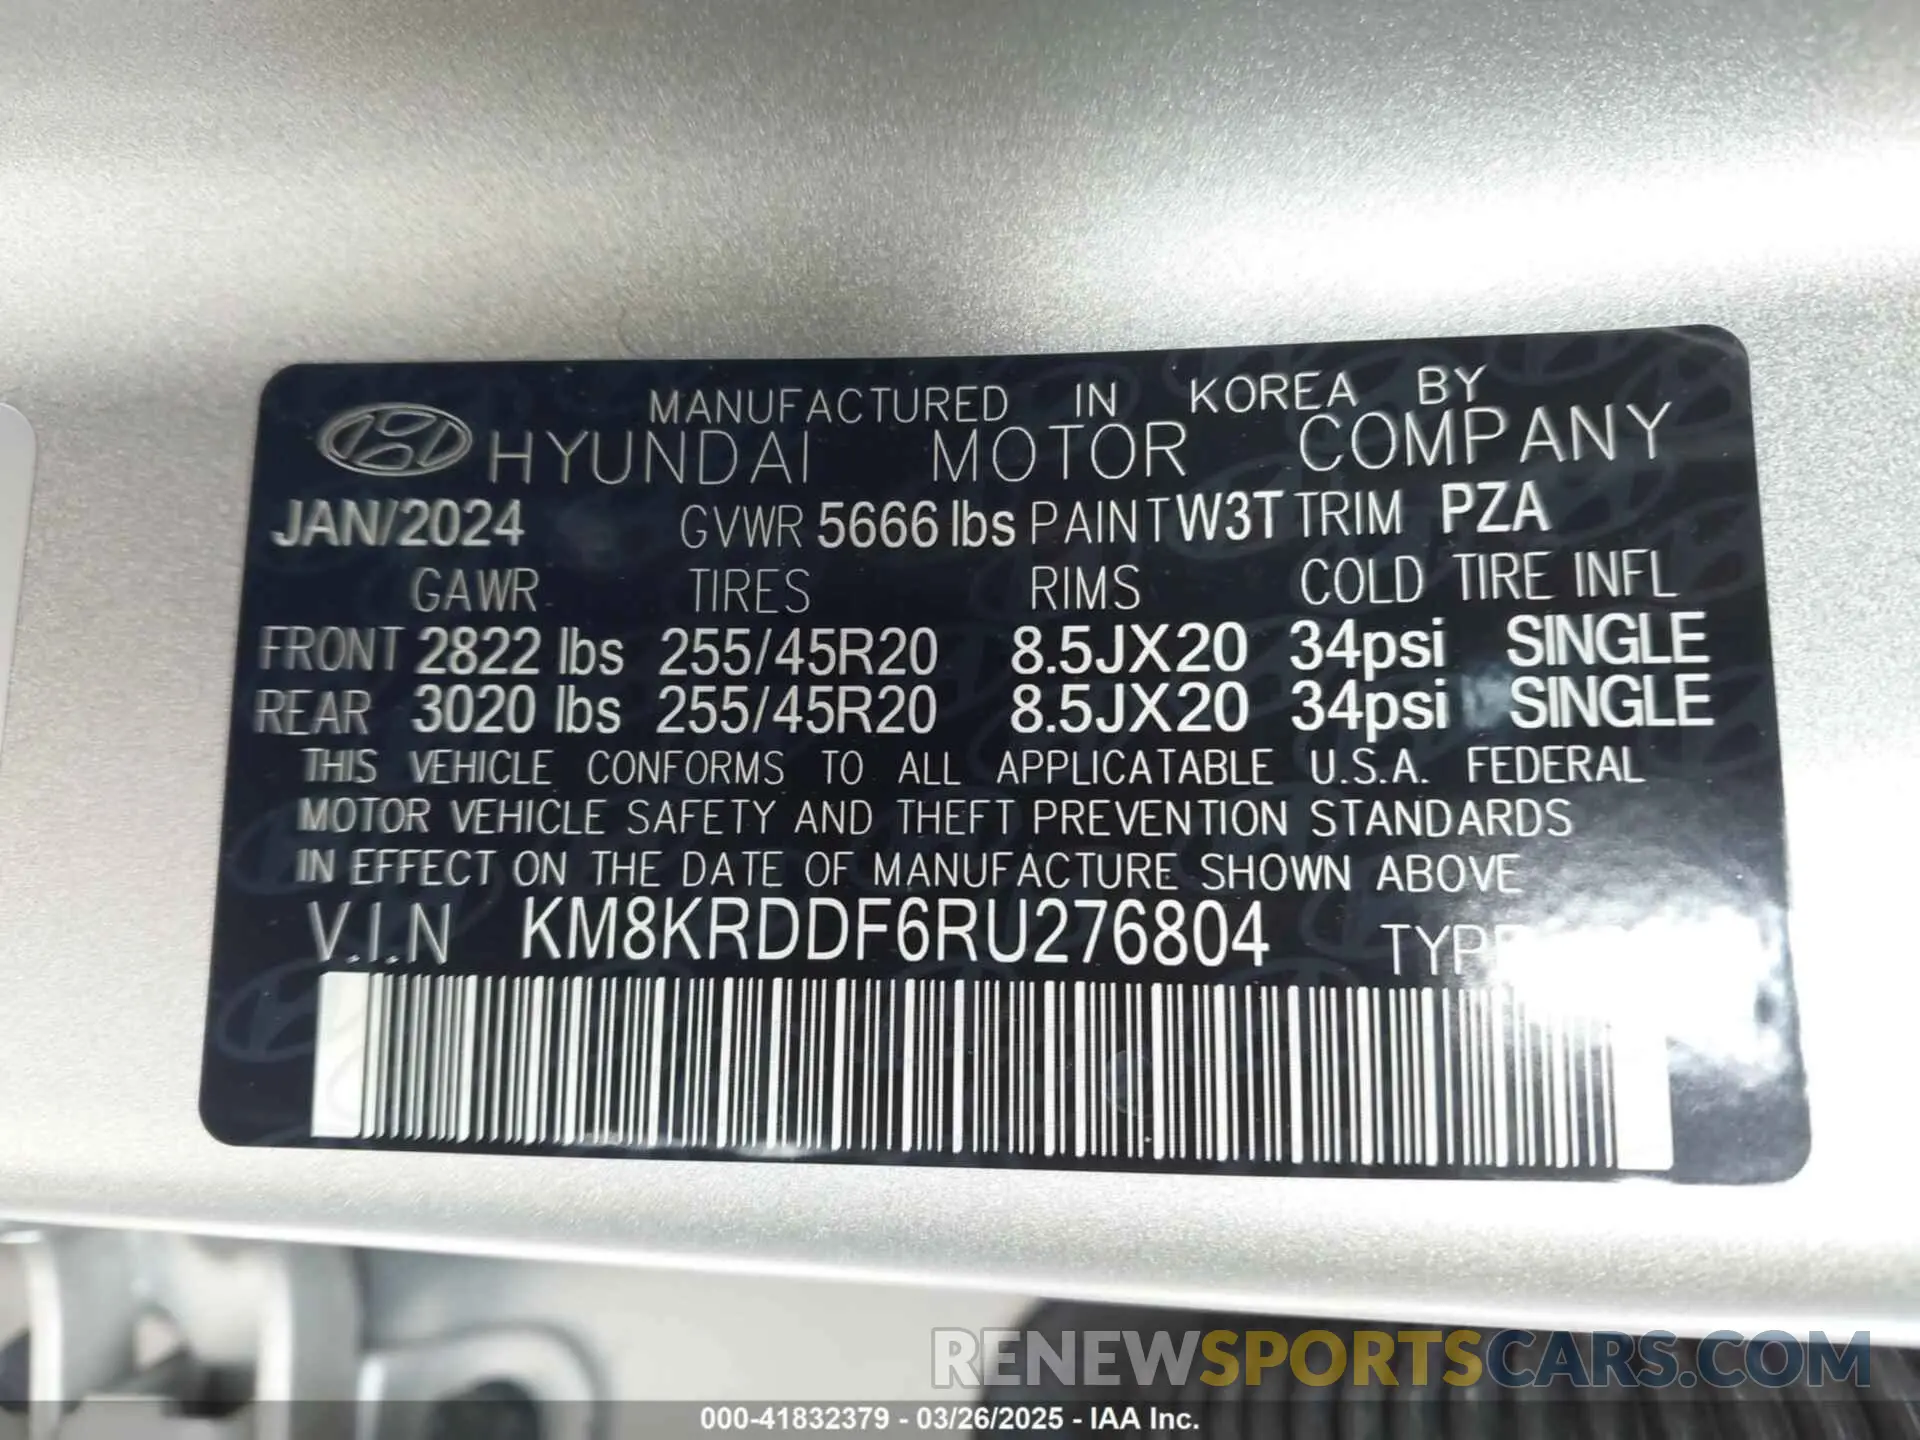 MANUFACTURED IN KOREA BY
HYUNDAI MOTOR COMPANY
JAN/2024 GVWR 5666 lbs PAINT W3T TRIM PZA
GAWR TIRES RIMS COLD TIRE INFL
FRONT 2822 lbs 255/45R20 8.5JX20 34psi SINGLE
REAR 3020 lbs 255/45R20 8.5JX20 34psi SINGLE
THIS VEHICLE CONFORMS TO ALL APPLICATABLE U.S.A. FEDERAL
MOTOR VEHICLE SAFETY AND THEFT PREVENTION STANDARDS
IN EFFECT ON THE DATE OF MANUFACTURE SHOWN ABOVE
V.I.N KM8KRDDF6RU276804 TYPE
RENEWSPORTSCARS.COM
000-41832379 - 03/26/2025 - IAA Inc.